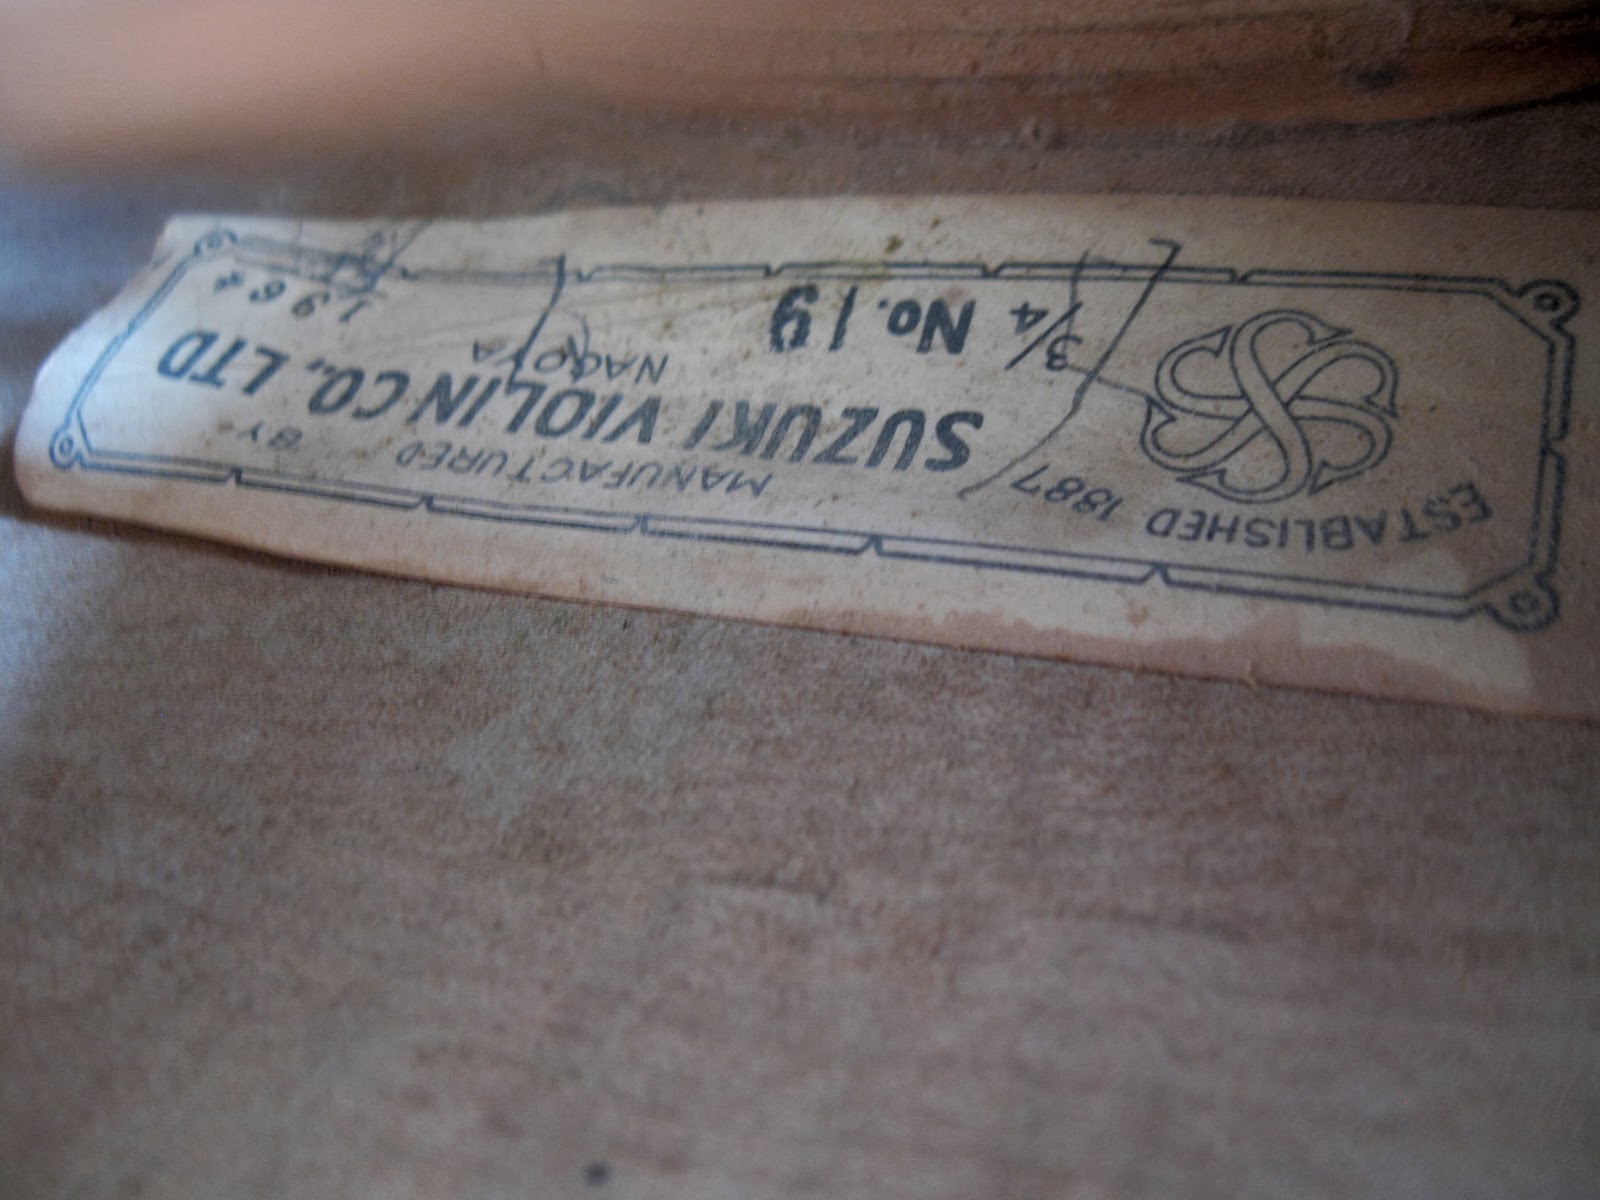 ESTABLISHED 1887
MANUFACTURED BY-
SUZUKI VIOLIN CO., LTD
NAGOYA
3/4 No. 19
1964